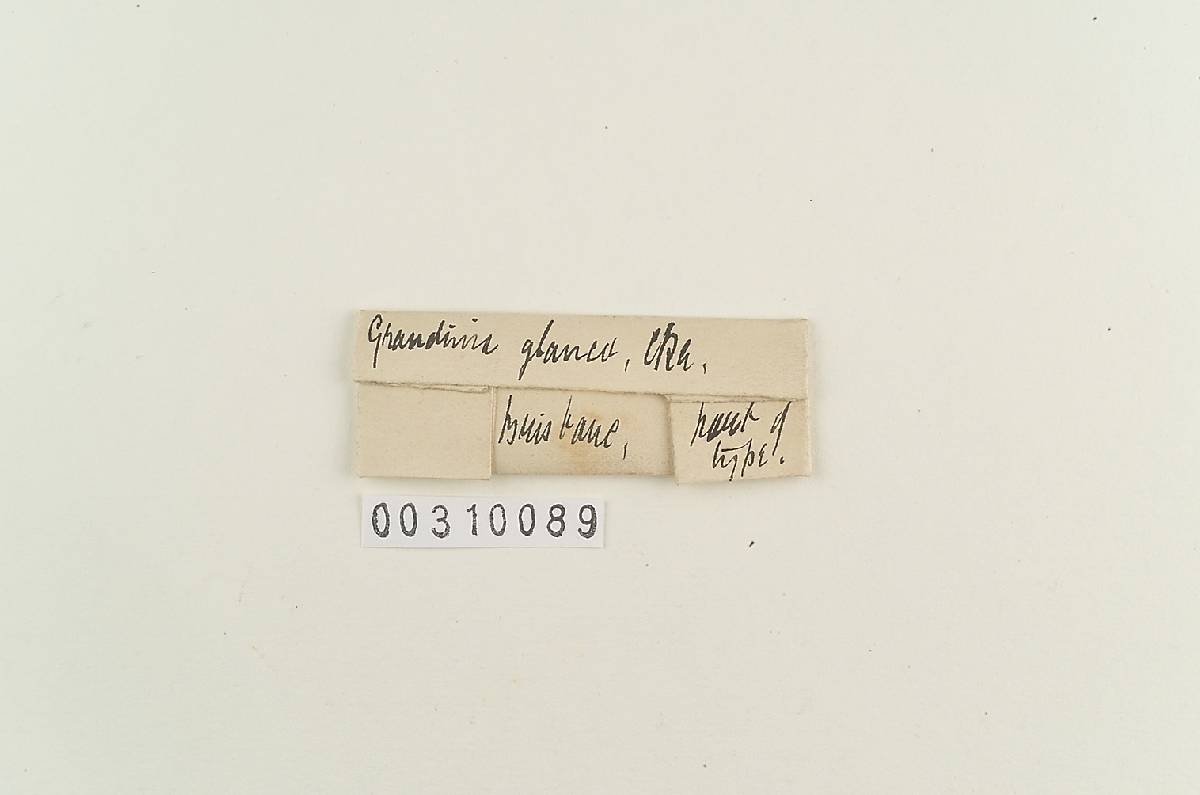 Grandinia glauca, Cke.
Brisbane,
part of
type.
00310089